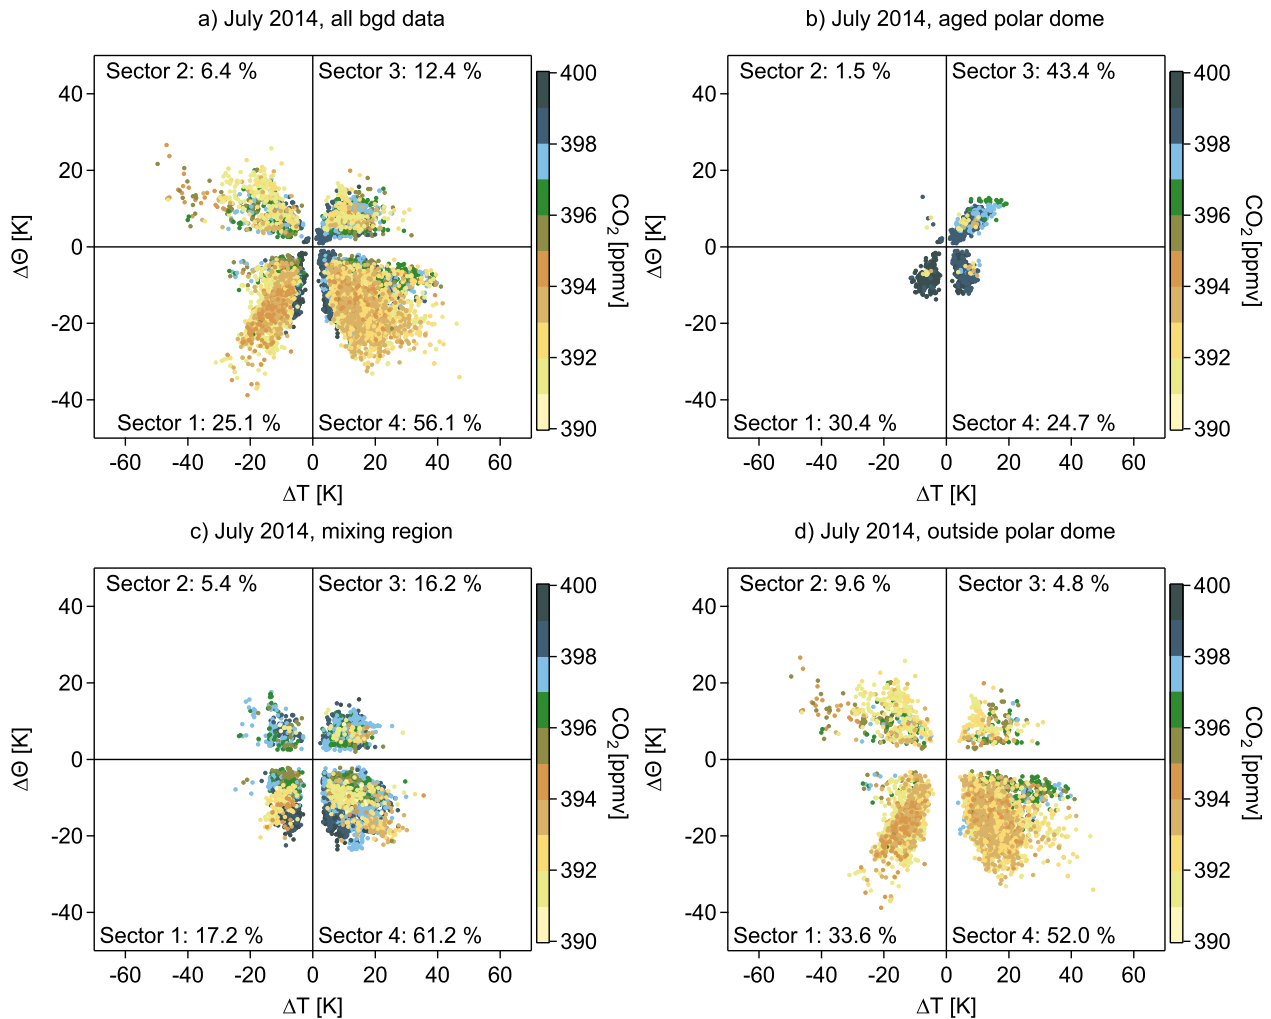 a) July 2014, all bgd data
Sector 2: 6.4 %
Sector 3: 12.4 %
Sector 1: 25.1 %
Sector 4: 56.1 %
40
20
0
-20
-40
ΔΘ [K]
-60
-40
-20
0
20
40
60
ΔT [K]
400
398
396
394
392
390
CO2 [ppmv]
b) July 2014, aged polar dome
Sector 2: 1.5 %
Sector 3: 43.4 %
Sector 1: 30.4 %
Sector 4: 24.7 %
40
20
0
-20
-40
ΔΘ [K]
-60
-40
-20
0
20
40
60
ΔT [K]
400
398
396
394
392
390
CO2 [ppmv]
c) July 2014, mixing region
Sector 2: 5.4 %
Sector 3: 16.2 %
Sector 1: 17.2 %
Sector 4: 61.2 %
40
20
0
-20
-40
ΔΘ [K]
-60
-40
-20
0
20
40
60
ΔT [K]
400
398
396
394
392
390
CO2 [ppmv]
d) July 2014, outside polar dome
Sector 2: 9.6 %
Sector 3: 4.8 %
Sector 1: 33.6 %
Sector 4: 52.0 %
40
20
0
-20
-40
ΔΘ [K]
-60
-40
-20
0
20
40
60
ΔT [K]
400
398
396
394
392
390
CO2 [ppmv]